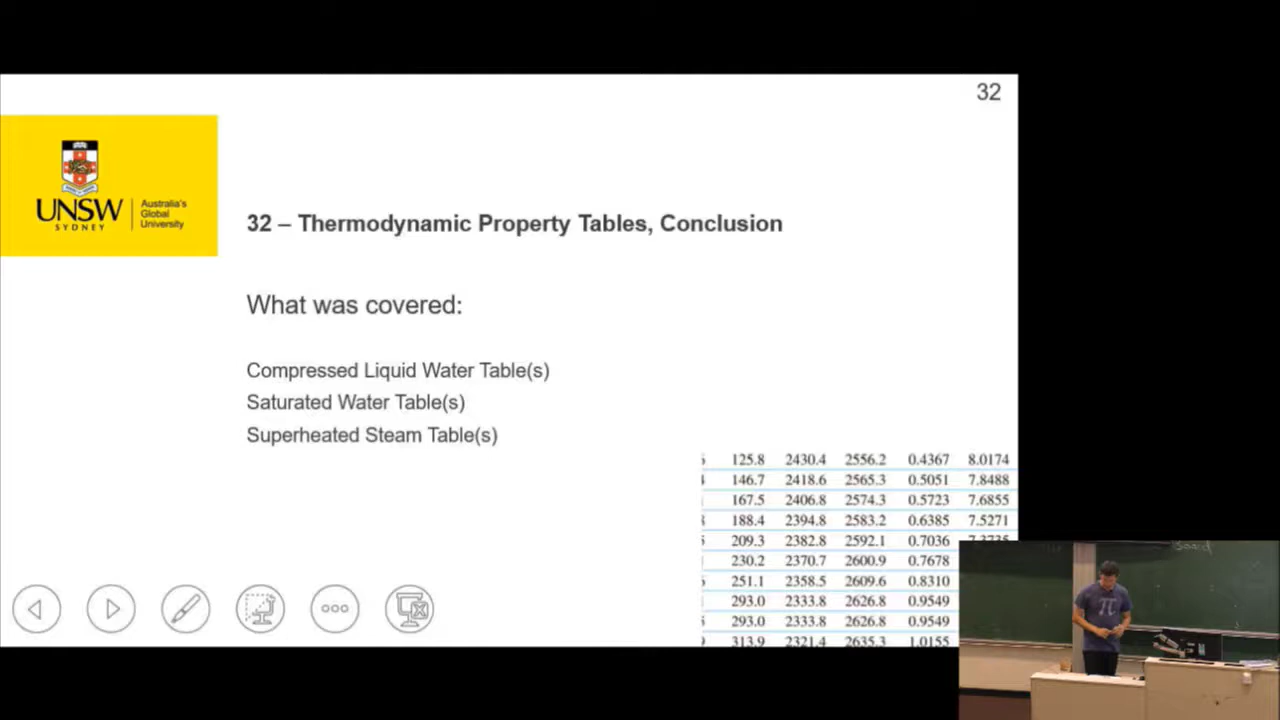 32
UNSW
SYDNEY
Australia's
Global
University
32 – Thermodynamic Property Tables, Conclusion
What was covered:
Compressed Liquid Water Table(s)
Saturated Water Table(s)
Superheated Steam Table(s)
125.8 2430.4 2556.2 0.4367 8.0174
146.7 2418.6 2565.3 0.5051 7.8488
167.5 2406.8 2574.3 0.5723 7.6855
188.4 2394.8 2583.2 0.6385 7.5271
209.3 2382.8 2592.1 0.7036
230.2 2370.7 2600.9 0.7678
251.1 2358.5 2609.6 0.8310
293.0 2333.8 2626.8 0.9549
293.0 2333.8 2626.8 0.9549
313.9 2321.4 2635.3 1.0155
π